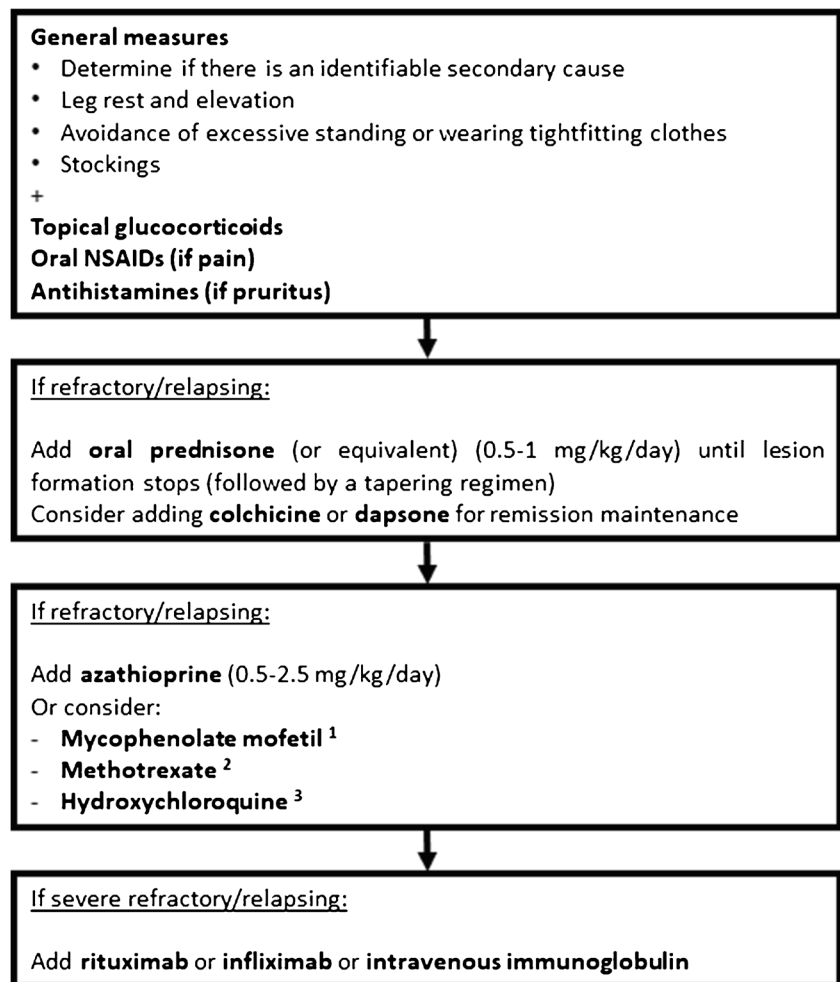 General measures
• Determine if there is an identifiable secondary cause
• Leg rest and elevation
• Avoidance of excessive standing or wearing tightfitting clothes
• Stockings
+
Topical glucocorticoids
Oral NSAIDs (if pain)
Antihistamines (if pruritus)
If refractory/relapsing:
Add oral prednisone (or equivalent) (0.5-1 mg/kg/day) until lesion
formation stops (followed by a tapering regimen)
Consider adding colchicine or dapsone for remission maintenance
If refractory/relapsing:
Add azathioprine (0.5-2.5 mg/kg/day)
Or consider:
- Mycophenolate mofetil ¹
- Methotrexate ²
- Hydroxychloroquine ³
If severe refractory/relapsing:
Add rituximab or infliximab or intravenous immunoglobulin